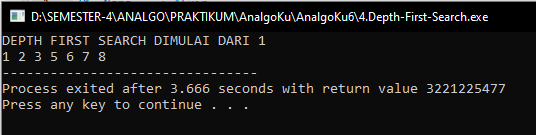 D:\SEMESTER-4\ANALGO\PRAKTIKUM\AnalgoKu\AnalgoKu6\4.Depth-First-Search.exe
DEPTH FIRST SEARCH DIMULAI DARI 1
1 2 3 5 6 7 8
--------------------------------
Process exited after 3.666 seconds with return value 3221225477
Press any key to continue . . .